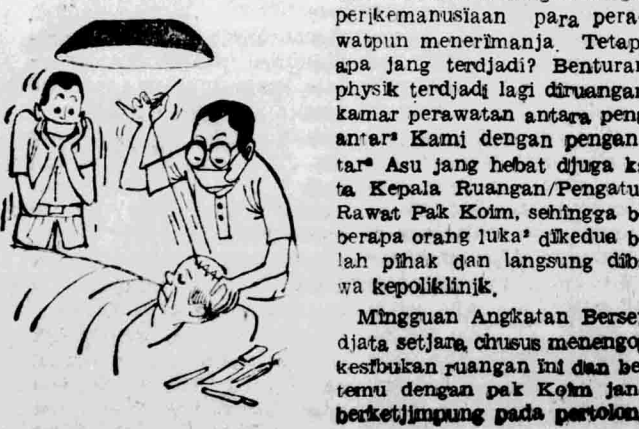 perikemanusiaan para pera-
watpun menerimanja. Tetap
apa jang terdjadi? Benturan
physik terdjadi lagi diruangan
kamar perawatan antara peng
antar² Kami dengan pengan
tar² Asu jang hebat djuga ka
ta Kepala Ruangan/Pengatu
Rawat Pak Koim, sehingga b
berapa orang luka² dikedua b
lah pihak dan langsung dib
wa kepoliklinik.
Mingguan Angkatan Berse
djata setjara chusus menengo
kesibukan ruangan ini dan be
temu dengan pak Koim jan
berketjimpung pada pertolon